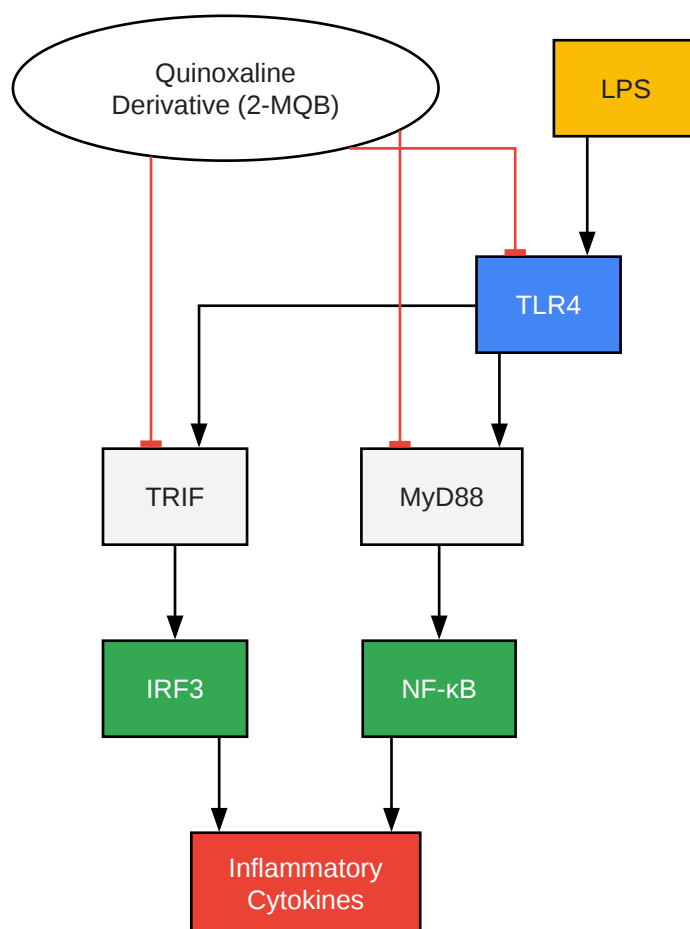 Quinoxaline
Derivative (2-MQB)
LPS
TLR4
TRIF
MyD88
IRF3
NF-κB
Inflammatory
Cytokines